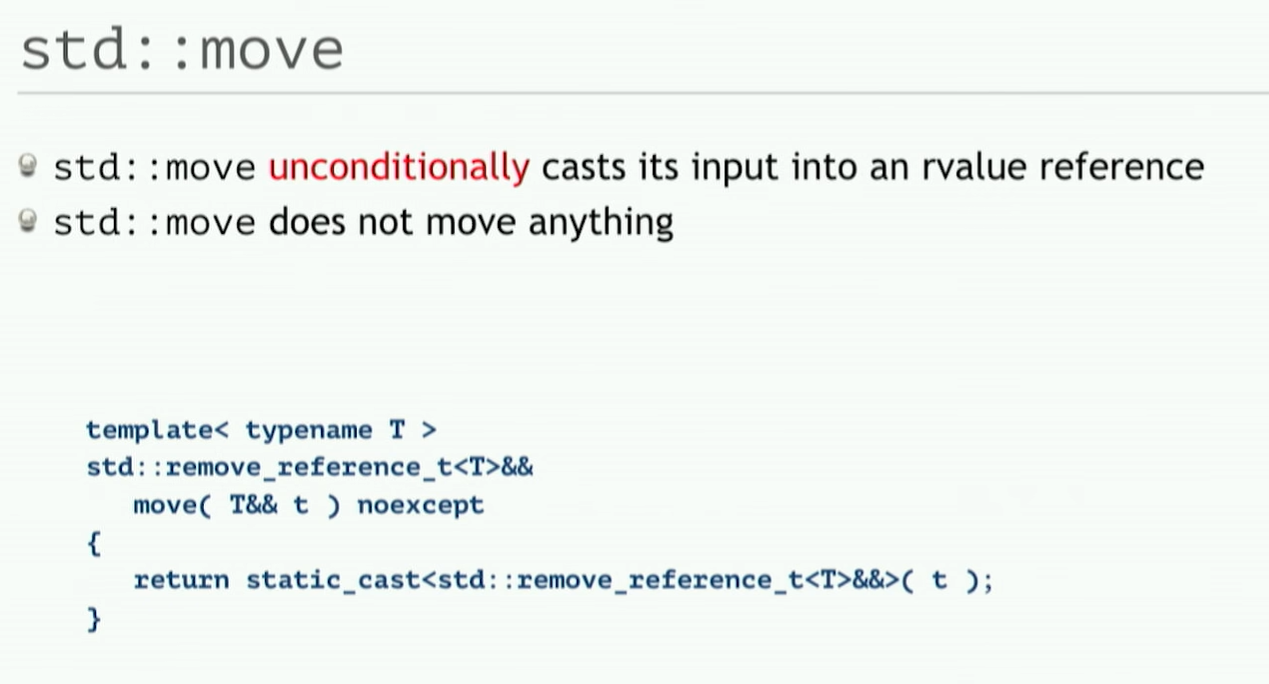 std::move
std::move unconditionally casts its input into an rvalue reference
std::move does not move anything
template< typename T >
std::remove_reference_t<T>&&
move( T&& t ) noexcept
{
return static_cast<std::remove_reference_t<T>&&>( t );
}